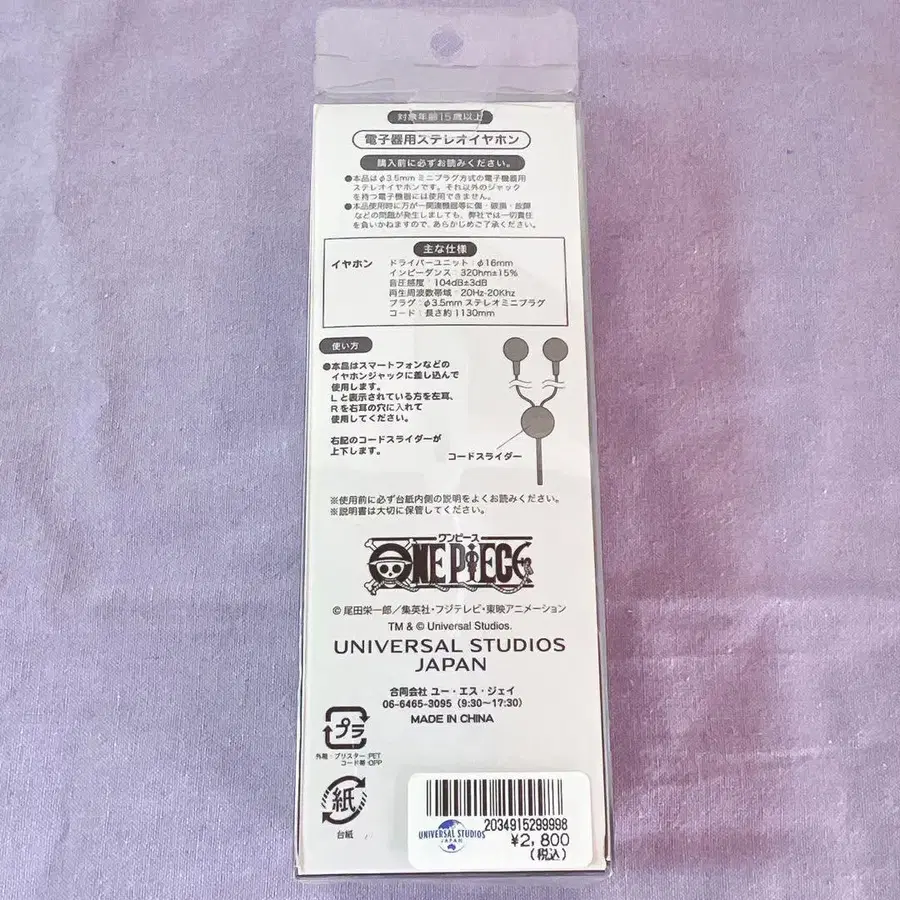 対象年齢15歳以上
電子器用ステレオイヤホン
購入前に必ずお読みください。
●本品はφ3.5mm ミニプラグ方式の電子機器用
ステレオイヤホンです。それ以外のジャック
を持つ電子機器には使用できません。
●本品使用時に万が一関連機器等に傷・破損・故障
などの問題が発生しましても、弊社では一切責任
を負いかねますので、あらかじめご了承ください。
主な仕様
イヤホン
ドライバーユニット：φ16mm
インピーダンス：320hm±15%
音圧感度：104dB±3dB
再生周波数帯域：20Hz-20Khz
プラグ：φ3.5mm ステレオミニプラグ
コード：長さ約1130mm
使い方
●本品はスマートフォンなどの
イヤホンジャックに差し込んで
使用します。
Lと表示されている方を左耳、
Rを右耳の穴に入れて
使用してください。
右記のコードスライダーが
上下します。
コードスライダー
※使用前に必ず台紙内側の説明をよくお読みください。
※説明書は大切に保管してください。
ワンピース
ONE PIECE
© 尾田栄一郎／集英社・フジテレビ・東映アニメーション
TM & © Universal Studios.
UNIVERSAL STUDIOS
JAPAN
合同会社 ユー・エス・ジェイ
06-6465-3095（9:30〜17:30）
MADE IN CHINA
プラ
外箱・ブリスター:PET
コード帯:OPP
紙
台紙
2034915299998
UNIVERSAL STUDIOS
JAPAN
¥2,800
(税込)